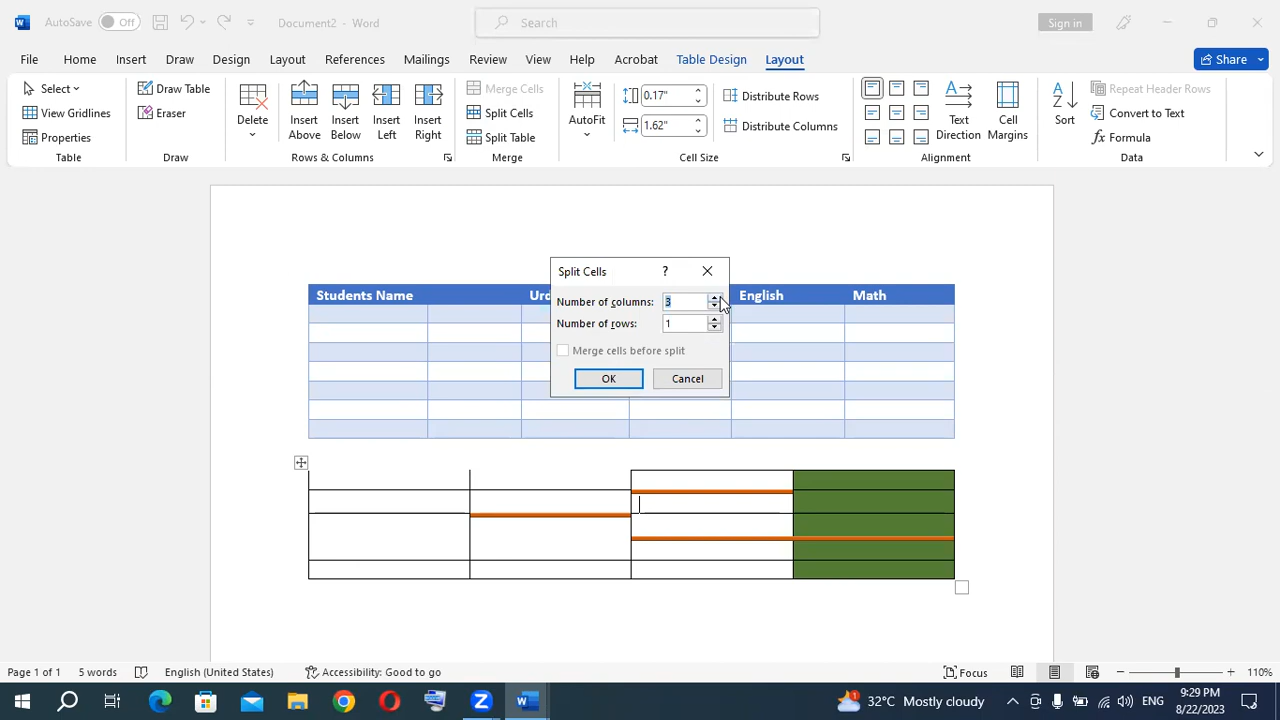 AutoSave Off Document2 - Word Search Sign in
File Home Insert Draw Design Layout References Mailings Review View Help Acrobat Table Design Layout Share
Select
View Gridlines
Properties
Table
Draw Table
Eraser
Draw
Delete
Insert Above
Insert Below
Insert Left
Insert Right
Rows & Columns
Merge Cells
Split Cells
Split Table
Merge
AutoFit
0.17"
1.62"
Distribute Rows
Distribute Columns
Cell Size
Text Direction
Cell Margins
Alignment
Sort
Repeat Header Rows
Convert to Text
Formula
Data
Split Cells ?
Number of columns: 3
Number of rows: 1
Merge cells before split
OK Cancel
Students Name Urd English Math
Page 1 of 1 5 words English (United States) Accessibility: Good to go Focus 110%
1 32°C Mostly cloudy ENG 9:29 PM
8/22/2023